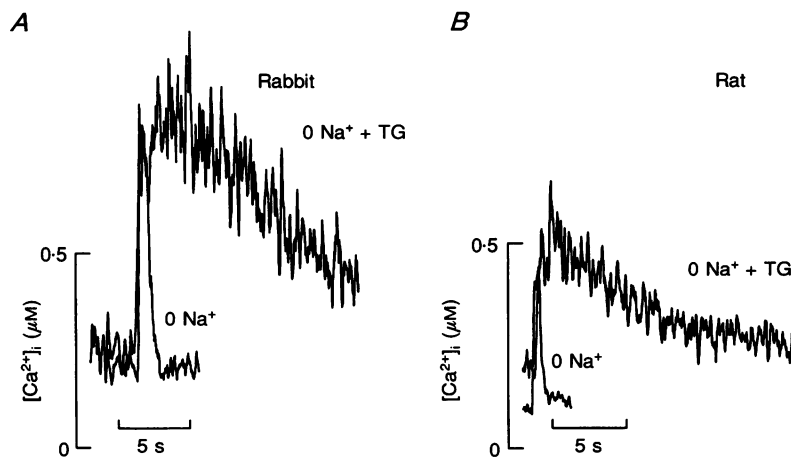 A
Rabbit
0 Na⁺ + TG
0·5
0 Na⁺
[Ca²⁺]ᵢ (μM)
0
5 s
B
Rat
0·5
0 Na⁺ + TG
0 Na⁺
[Ca²⁺]ᵢ (μM)
0
5 s